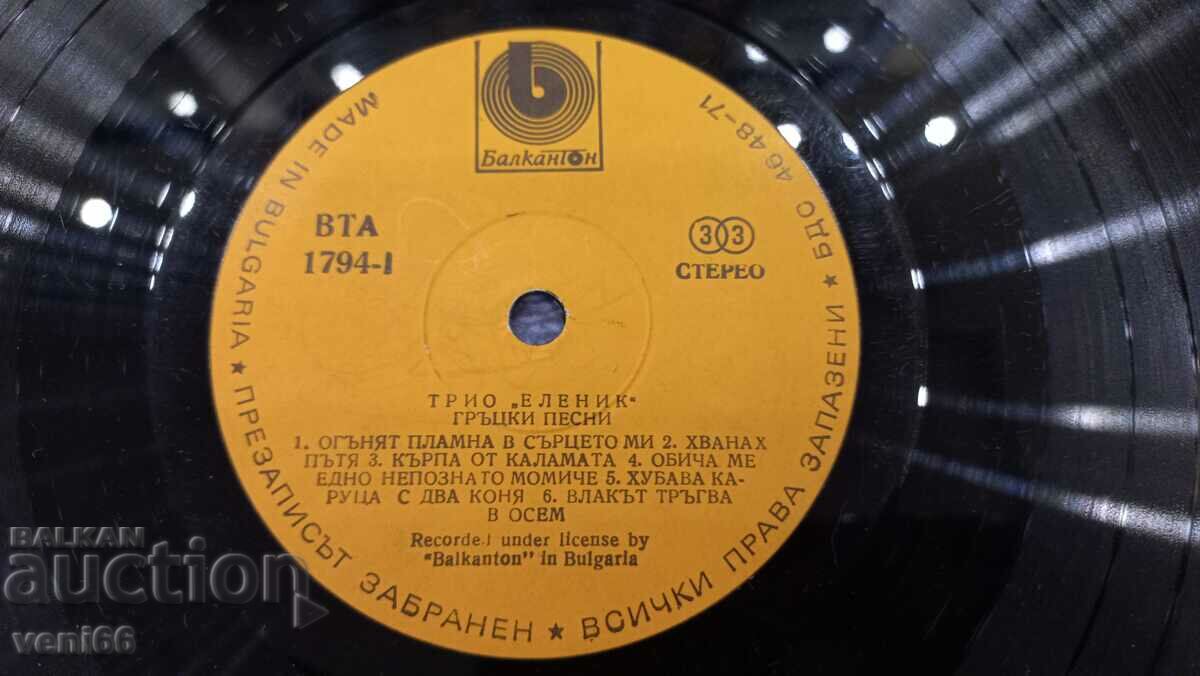 Балкантон
ВТА
1794-I
33
СТЕРЕО
ТРИО „ЕЛЕНИК"
ГРЪЦКИ ПЕСНИ
1. ОГЪНЯТ ПЛАМНА В СЪРЦЕТО МИ 2. ХВАНАХ
ПЪТЯ 3. КЪРПА ОТ КАЛАМАТА 4. ОБИЧА МЕ
ЕДНО НЕПОЗНАТО МОМИЧЕ 5. ХУБАВА КА-
РУЦА С ДВА КОНЯ 6. ВЛАКЪТ ТРЪГВА
В ОСЕМ
Recorded under license by
"Balkanton" in Bulgaria
MADE IN BULGARIA ★ ПРЕЗАПИСЪТ ЗАБРАНЕН ★ ВСИЧКИ ПРАВА ЗАПАЗЕНИ ★ БДС 4648-71
BALKAN
auction
veni66